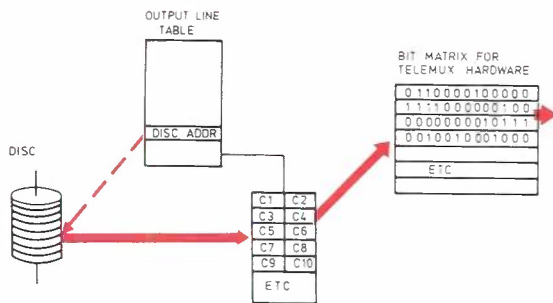 OUTPUT LINE
TABLE
BIT MATRIX FOR
TELEMUX HARDWARE
0110000100000
1111000000100
0000000010111
0010010001000
ETC
DISC ADDR
DISC
C1 C2
C3 C4
C5 C6
C7 C8
C9 C10
ETC